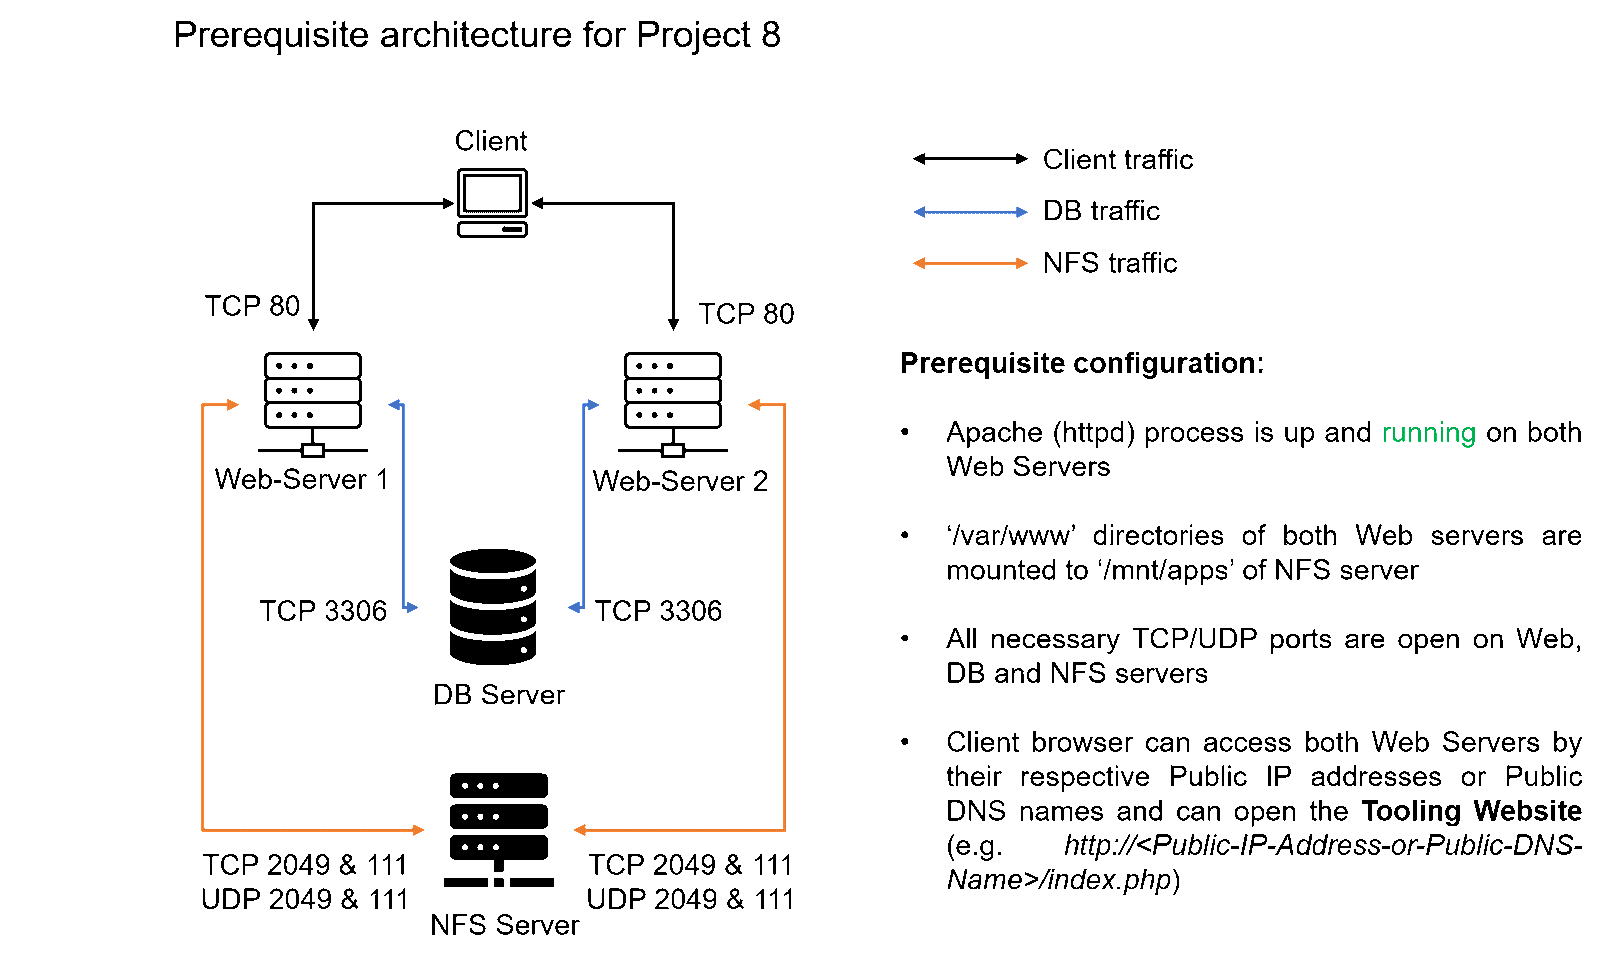 Prerequisite architecture for Project 8
Client
TCP 80
TCP 80
Web-Server 1
Web-Server 2
TCP 3306
TCP 3306
DB Server
TCP 2049 & 111
UDP 2049 & 111
TCP 2049 & 111
UDP 2049 & 111
NFS Server
Client traffic
DB traffic
NFS traffic
Prerequisite configuration:
• Apache (httpd) process is up and running on both
Web Servers
• ‘/var/www’ directories of both Web servers are
mounted to ‘/mnt/apps’ of NFS server
• All necessary TCP/UDP ports are open on Web,
DB and NFS servers
• Client browser can access both Web Servers by
their respective Public IP addresses or Public
DNS names and can open the Tooling Website
(e.g. http://<Public-IP-Address-or-Public-DNS-
Name>/index.php)